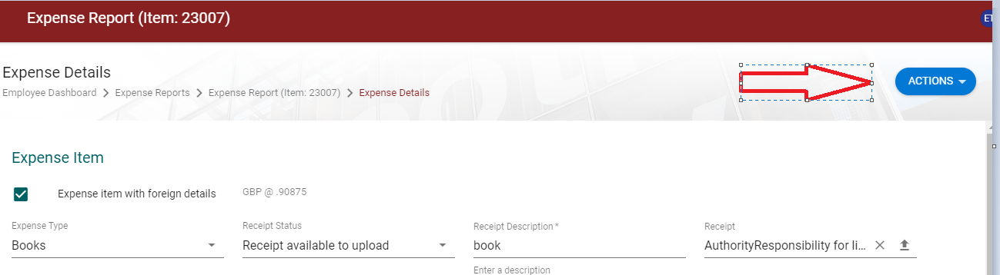 Expense Report (Item: 23007)
ET
Expense Details
ACTIONS
Employee Dashboard > Expense Reports > Expense Report (Item: 23007) > Expense Details
Expense Item
Expense item with foreign details GBP @ .90875
Expense Type Receipt Status Receipt Description * Receipt
Books Receipt available to upload book AuthorityResponsibility for li...
Enter a description